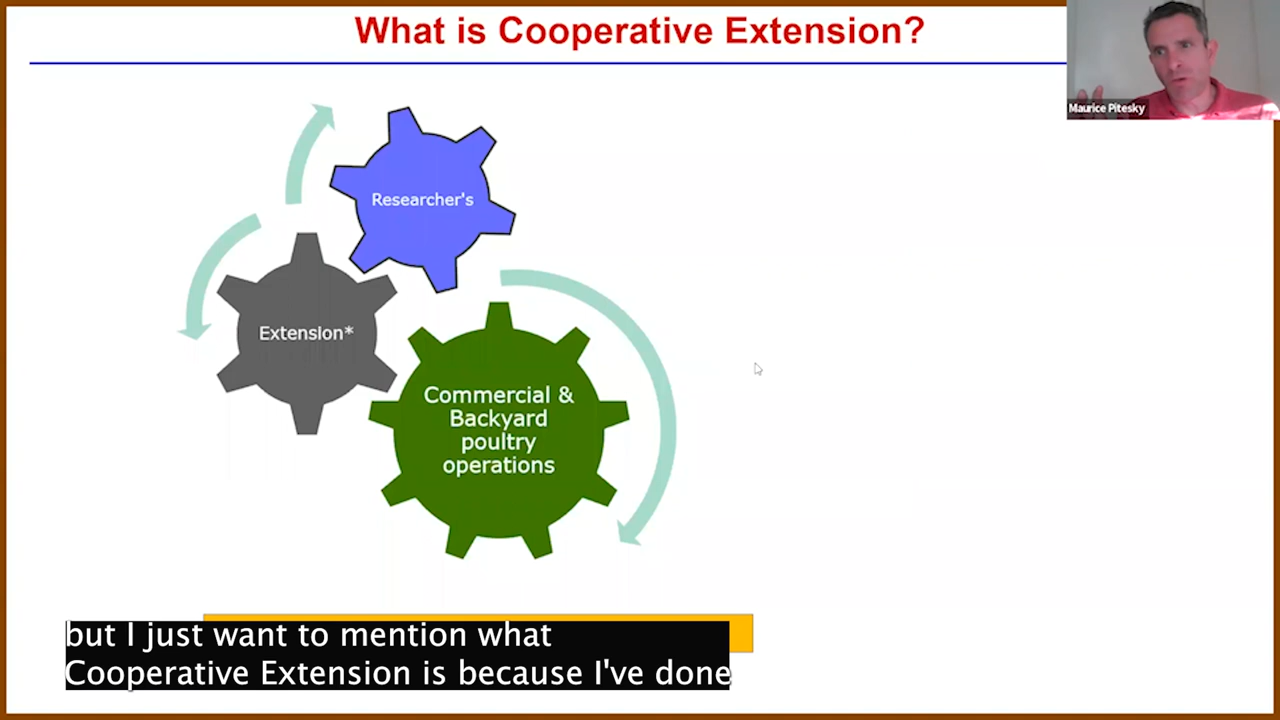 What is Cooperative Extension?
Maurice Pitesky
Researcher's
Extension*
Commercial &
Backyard
poultry
operations
but I just want to mention what
Cooperative Extension is because I've done